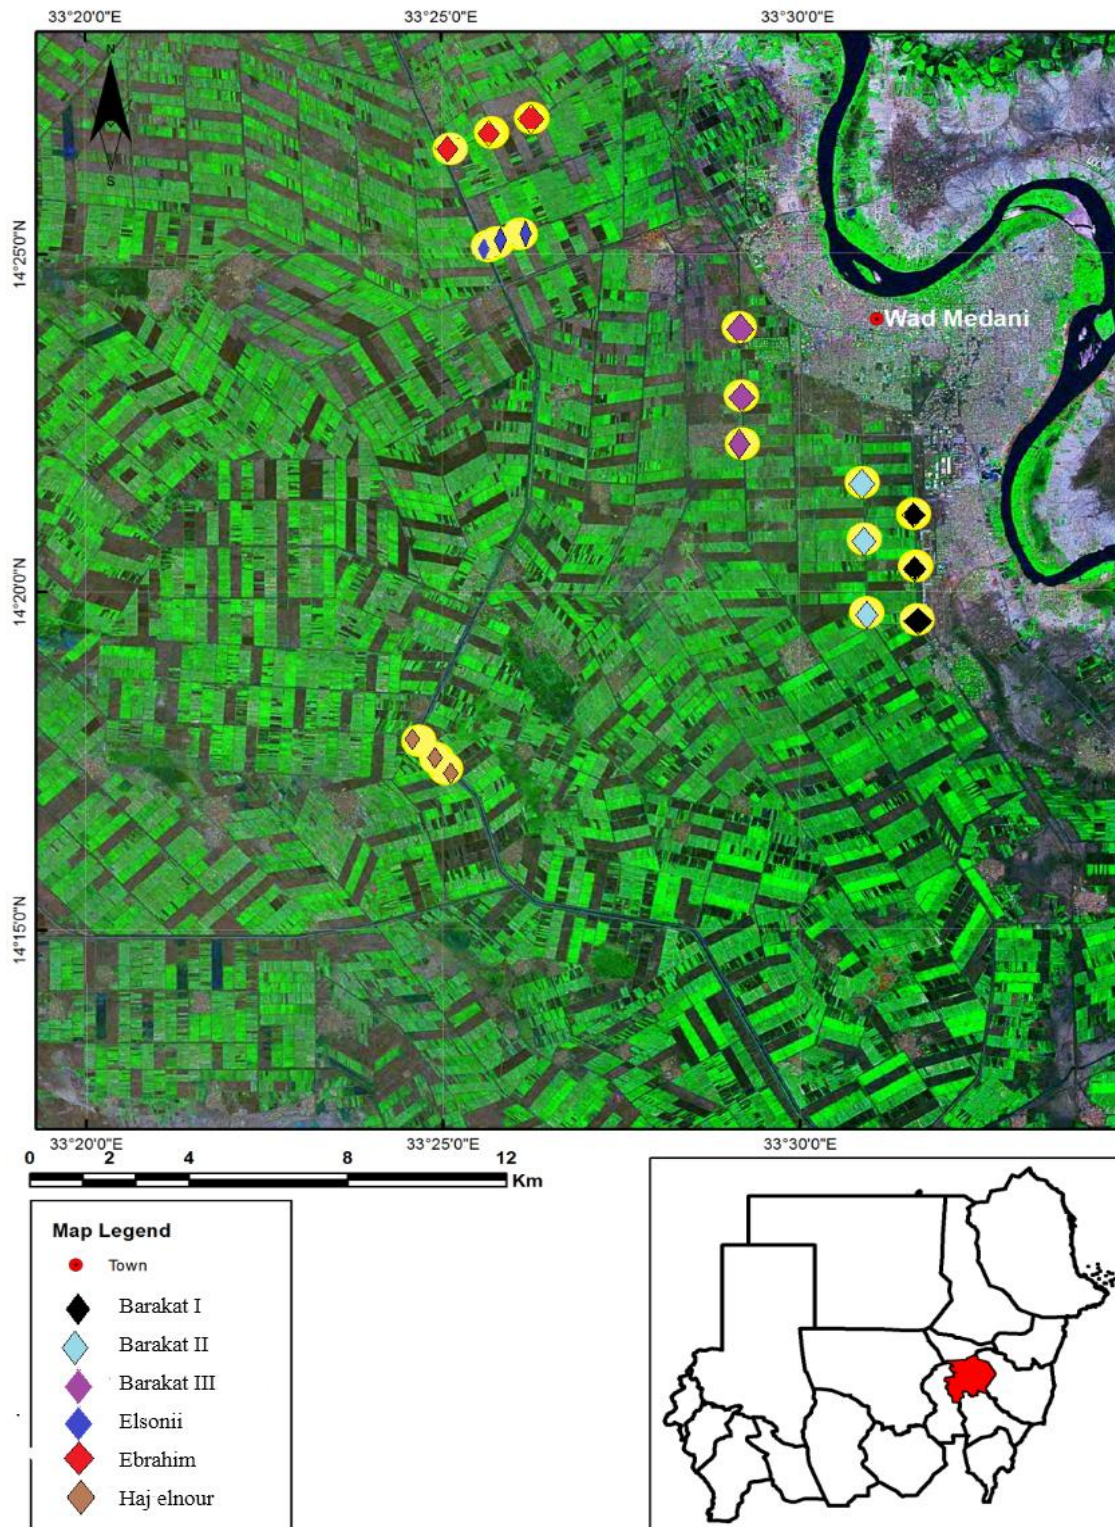 33°20'0"E 33°25'0"E 33°30'0"E
N
S
14°25'0"N
Wad Medani
14°20'0"N
14°15'0"N
33°20'0"E 33°25'0"E 33°30'0"E
0 2 4 8 12
Km
Map Legend
Town
Barakat I
Barakat II
Barakat III
Elsonii
Ebrahim
Haj elnour